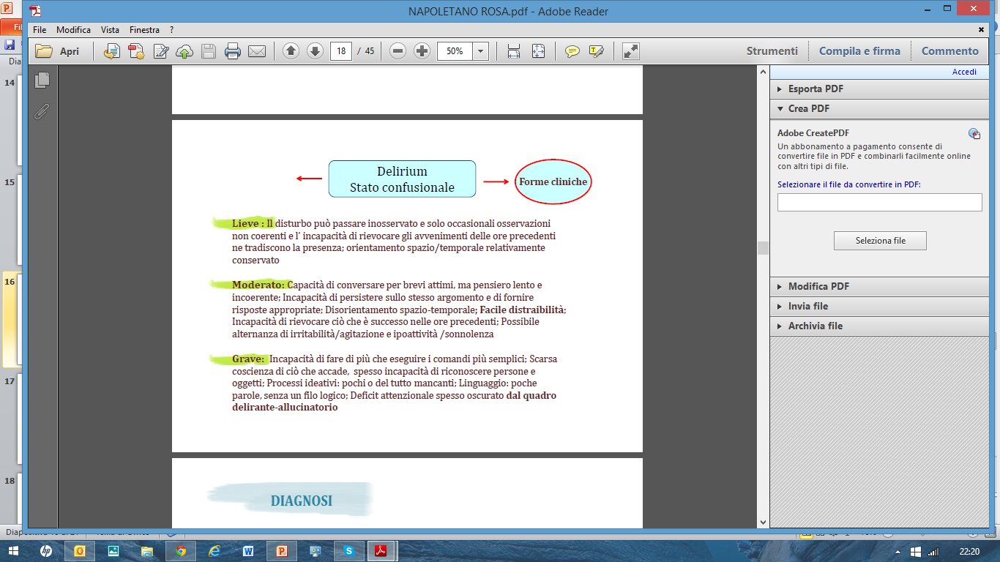 NAPOLETANO ROSA.pdf - Adobe Reader
File Modifica Vista Finestra ?
Apri 18 / 45 50% Strumenti Compila e firma Commento
Accedi
Esporta PDF
Crea PDF
Adobe CreatePDF
Un abbonamento a pagamento consente di
convertire file in PDF e combinarli facilmente online
con altri tipi di file.
Selezionare il file da convertire in PDF:
Seleziona file
Modifica PDF
Invia file
Archivia file
14
15
16
17
18
Delirium
Stato confusionale
Forme cliniche
Lieve : Il disturbo può passare inosservato e solo occasionali osservazioni
non coerenti e l’ incapacità di rievocare gli avvenimenti delle ore precedenti
ne tradiscono la presenza; orientamento spazio/temporale relativamente
conservato
Moderato: Capacità di conversare per brevi attimi, ma pensiero lento e
incoerente; Incapacità di persistere sullo stesso argomento e di fornire
risposte appropriate; Disorientamento spazio-temporale; Facile distraibilità;
Incapacità di rievocare ciò che è successo nelle ore precedenti; Possibile
alternanza di irritabilità/agitazione e ipoattività /sonnolenza
Grave: Incapacità di fare di più che eseguire i comandi più semplici; Scarsa
coscienza di ciò che accade, spesso incapacità di riconoscere persone e
oggetti; Processi ideativi: pochi o del tutto mancanti; Linguaggio: poche
parole, senza un filo logico; Deficit attenzionale spesso oscurato dal quadro
delirante-allucinatorio
DIAGNOSI
22:20